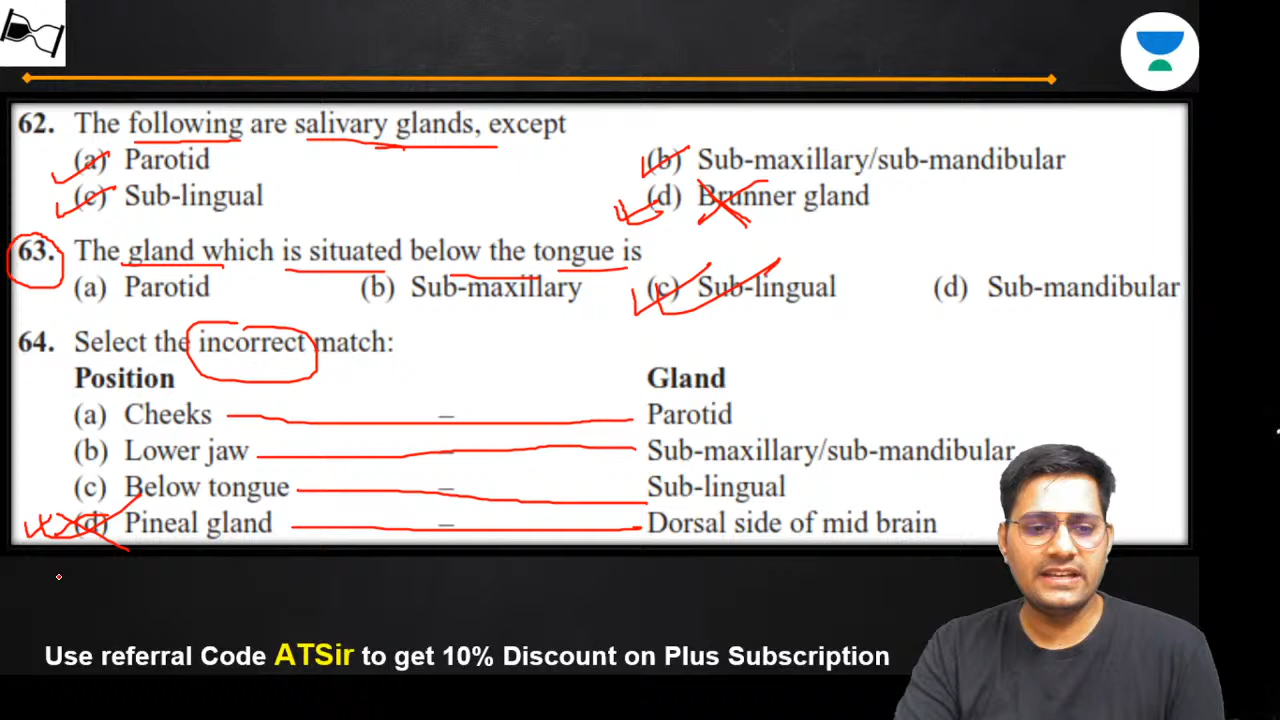 62. The following are salivary glands, except
(a) Parotid (b) Sub-maxillary/sub-mandibular
(c) Sub-lingual (d) Brunner gland
63. The gland which is situated below the tongue is
(a) Parotid (b) Sub-maxillary (c) Sub-lingual (d) Sub-mandibular
64. Select the incorrect match:
Position Gland
(a) Cheeks – Parotid
(b) Lower jaw – Sub-maxillary/sub-mandibular
(c) Below tongue – Sub-lingual
(d) Pineal gland – Dorsal side of mid brain
Use referral Code ATSir to get 10% Discount on Plus Subscription